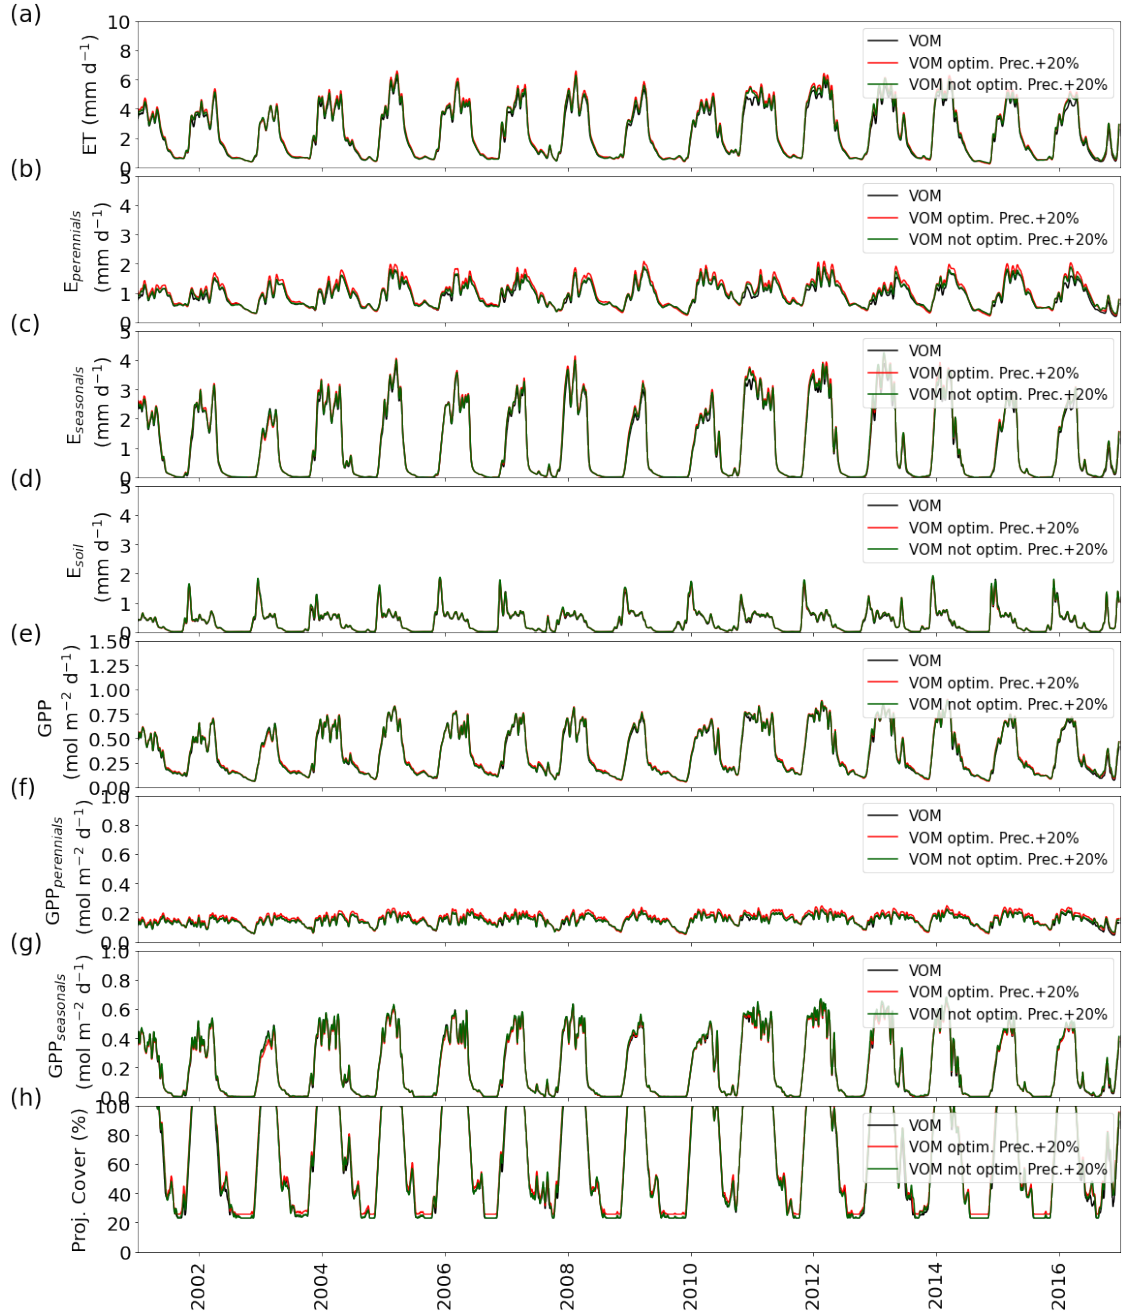 (a)
10
8
6
4
2
0
ET (mm d⁻¹)
VOM
VOM optim. Prec.+20%
VOM not optim. Prec.+20%
(b)
5
4
3
2
1
0
E_perennials
(mm d⁻¹)
VOM
VOM optim. Prec.+20%
VOM not optim. Prec.+20%
(c)
5
4
3
2
1
0
E_seasonals
(mm d⁻¹)
VOM
VOM optim. Prec.+20%
VOM not optim. Prec.+20%
(d)
5
4
3
2
1
0
E_soil
(mm d⁻¹)
VOM
VOM optim. Prec.+20%
VOM not optim. Prec.+20%
(e)
1.50
1.25
1.00
0.75
0.50
0.25
0.00
GPP
(mol m⁻² d⁻¹)
VOM
VOM optim. Prec.+20%
VOM not optim. Prec.+20%
(f)
1.0
0.8
0.6
0.4
0.2
0.0
GPP_perennials
(mol m⁻² d⁻¹)
VOM
VOM optim. Prec.+20%
VOM not optim. Prec.+20%
(g)
1.0
0.8
0.6
0.4
0.2
0.0
GPP_seasonals
(mol m⁻² d⁻¹)
VOM
VOM optim. Prec.+20%
VOM not optim. Prec.+20%
(h)
100
80
60
40
20
0
Proj. Cover (%)
VOM
VOM optim. Prec.+20%
VOM not optim. Prec.+20%
2002
2004
2006
2008
2010
2012
2014
2016